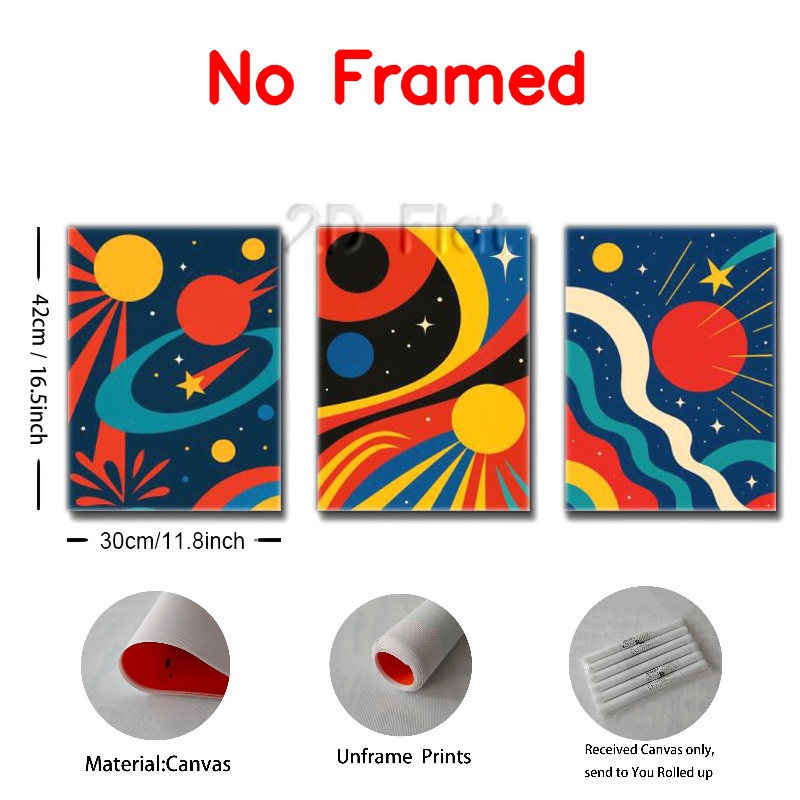 No Framed
2D Flat
42cm / 16.5inch
30cm/11.8inch
Material:Canvas
Unframe Prints
Received Canvas only,
send to You Rolled up